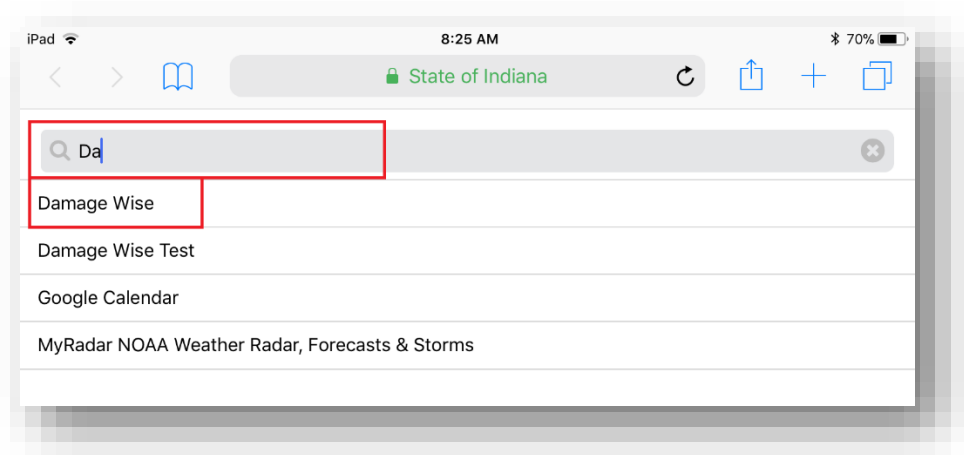 iPad 8:25 AM 70%
State of Indiana
Da
Damage Wise
Damage Wise Test
Google Calendar
MyRadar NOAA Weather Radar, Forecasts & Storms